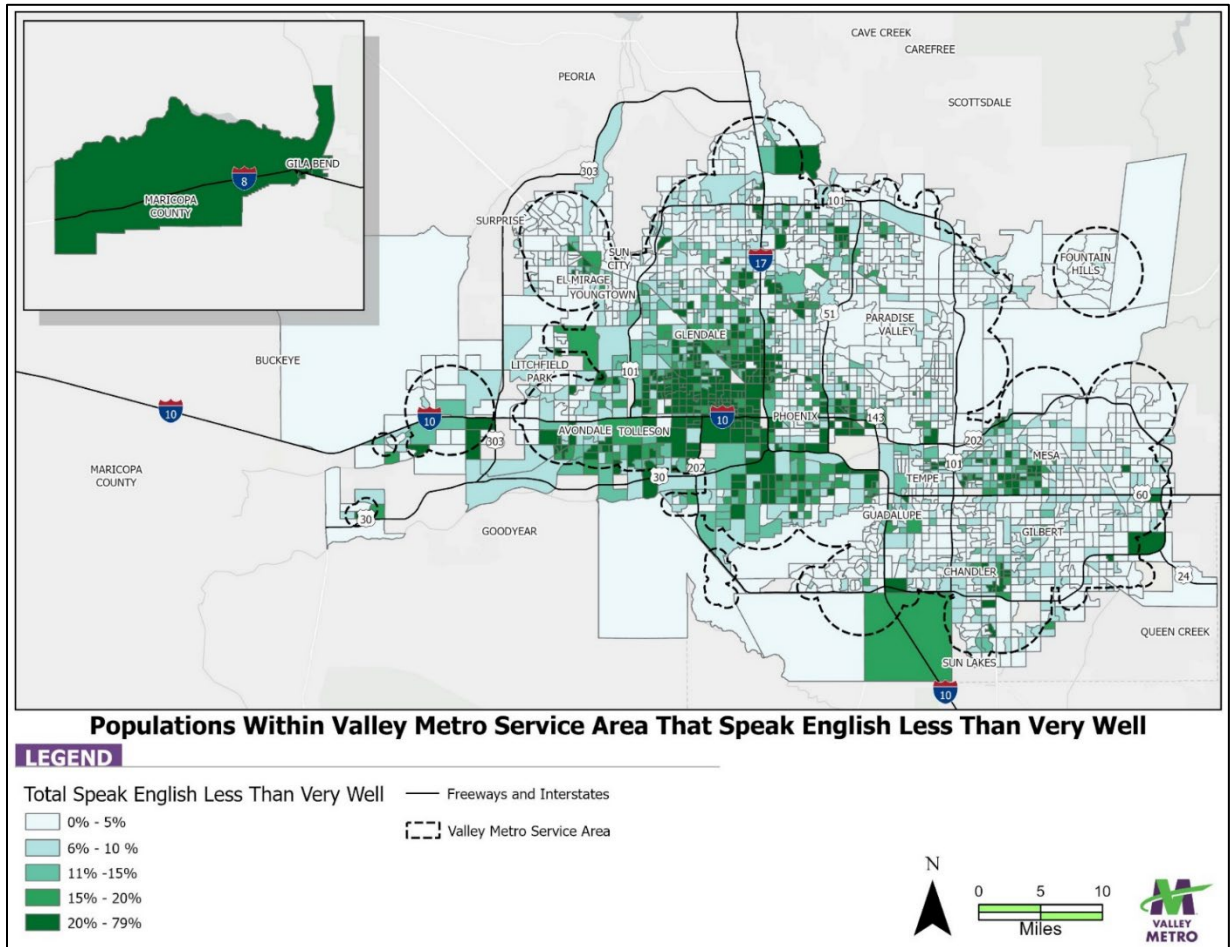 CAVE CREEK
CAREFREE
PEORIA
SCOTTSDALE
GILA BEND
8
MARICOPA
COUNTY
303
101
SURPRISE
SUN
CITY
17
FOUNTAIN
HILLS
EL MIRAGE
YOUNGTOWN
51
PARADISE
VALLEY
GLENDALE
BUCKEYE
LITCHFIELD
PARK
101
10
10
10
PHOENIX
143
AVONDALE
TOLLESON
303
202
MESA
101
202
30
TEMPE
60
MARICOPA
COUNTY
30
GOODYEAR
GUADALUPE
GILBERT
CHANDLER
24
QUEEN CREEK
SUN LAKES
10
Populations Within Valley Metro Service Area That Speak English Less Than Very Well
LEGEND
Total Speak English Less Than Very Well
0% - 5%
6% - 10 %
11% -15%
15% - 20%
20% - 79%
Freeways and Interstates
Valley Metro Service Area
N
0 5 10
Miles
VALLEY
METRO